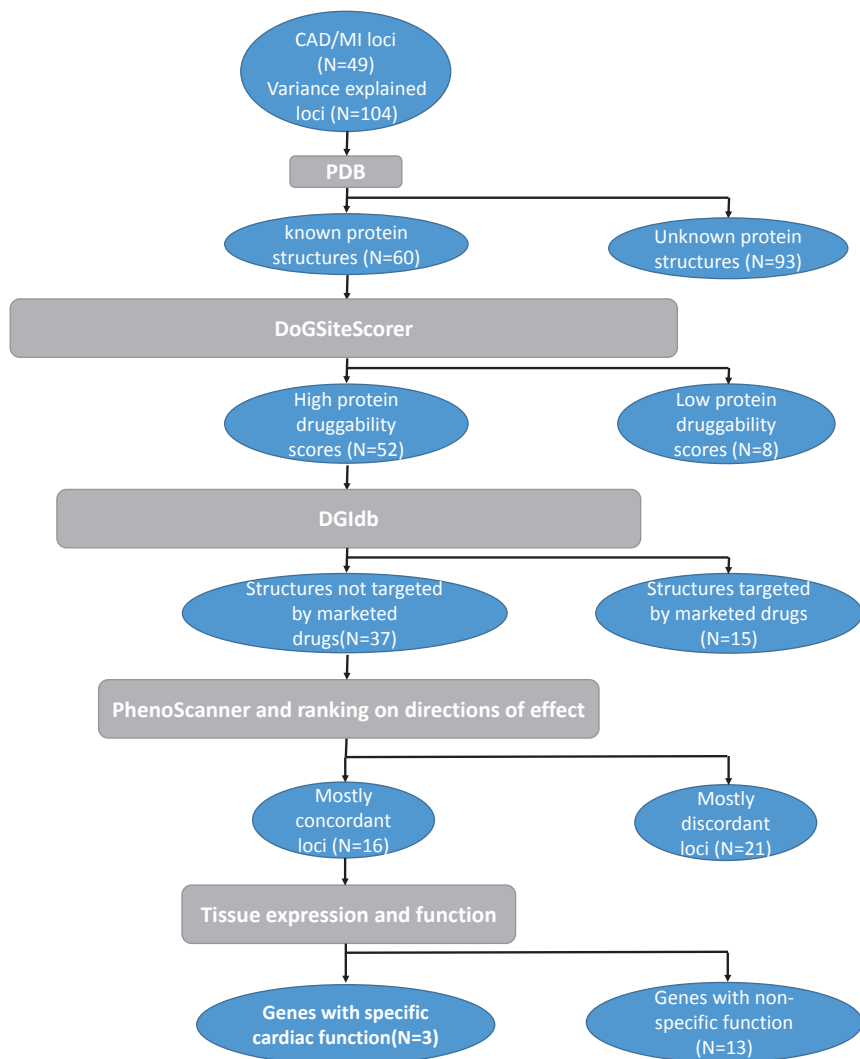 CAD/MI loci
(N=49)
Variance explained
loci (N=104)
PDB
known protein
structures (N=60)
Unknown protein
structures (N=93)
DoGSiteScorer
High protein
druggability
scores (N=52)
Low protein
druggability
scores (N=8)
DGIdb
Structures not targeted
by marketed
drugs(N=37)
Structures targeted
by marketed drugs
(N=15)
PhenoScanner and ranking on directions of effect
Mostly
concordant
loci (N=16)
Mostly
discordant
loci (N=21)
Tissue expression and function
Genes with specific
cardiac function(N=3)
Genes with non-
specific function
(N=13)